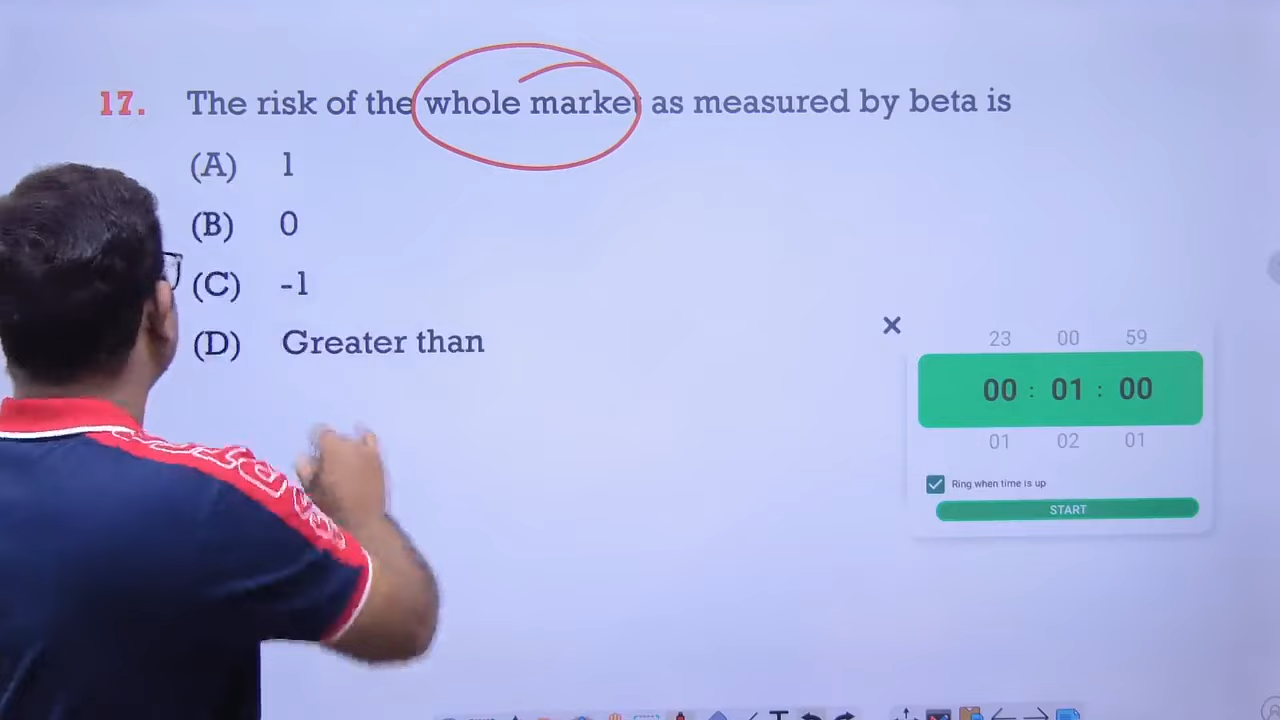 17. The risk of the whole market as measured by beta is
(A) 1
(B) 0
(C) -1
(D) Greater than
23 00 59
00 : 01 : 00
01 02 01
Ring when time is up
START